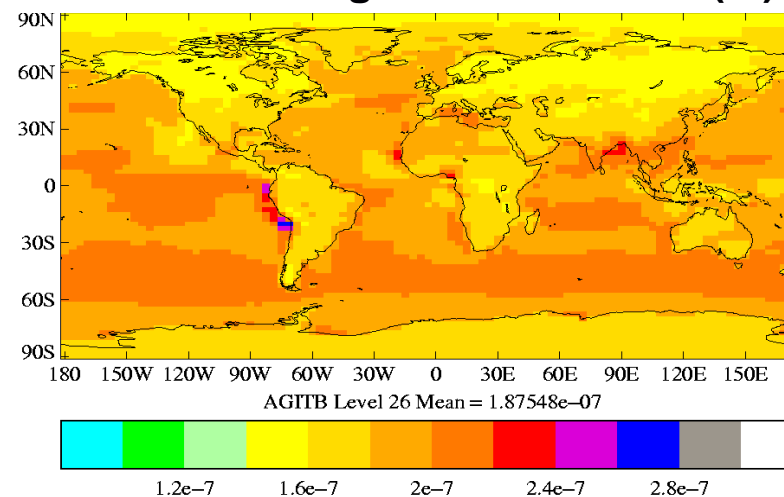 90N
60N
30N
0
30S
60S
90S
180 150W 120W 90W 60W 30W 0 30E 60E 90E 120E 150E
AGITB Level 26 Mean = 1.87548e−07
1.2e−7 1.6e−7 2e−7 2.4e−7 2.8e−7